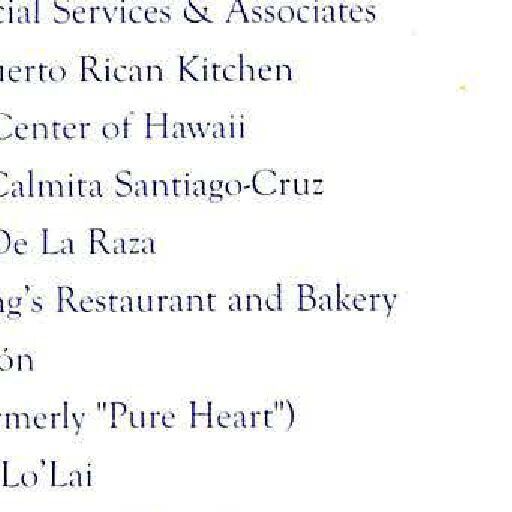 cial Services & Associates
uerto Rican Kitchen
Center of Hawaii
Calmita Santiago-Cruz
De La Raza
ng's Restaurant and Bakery
ón
rmerly "Pure Heart")
Lo'Lai